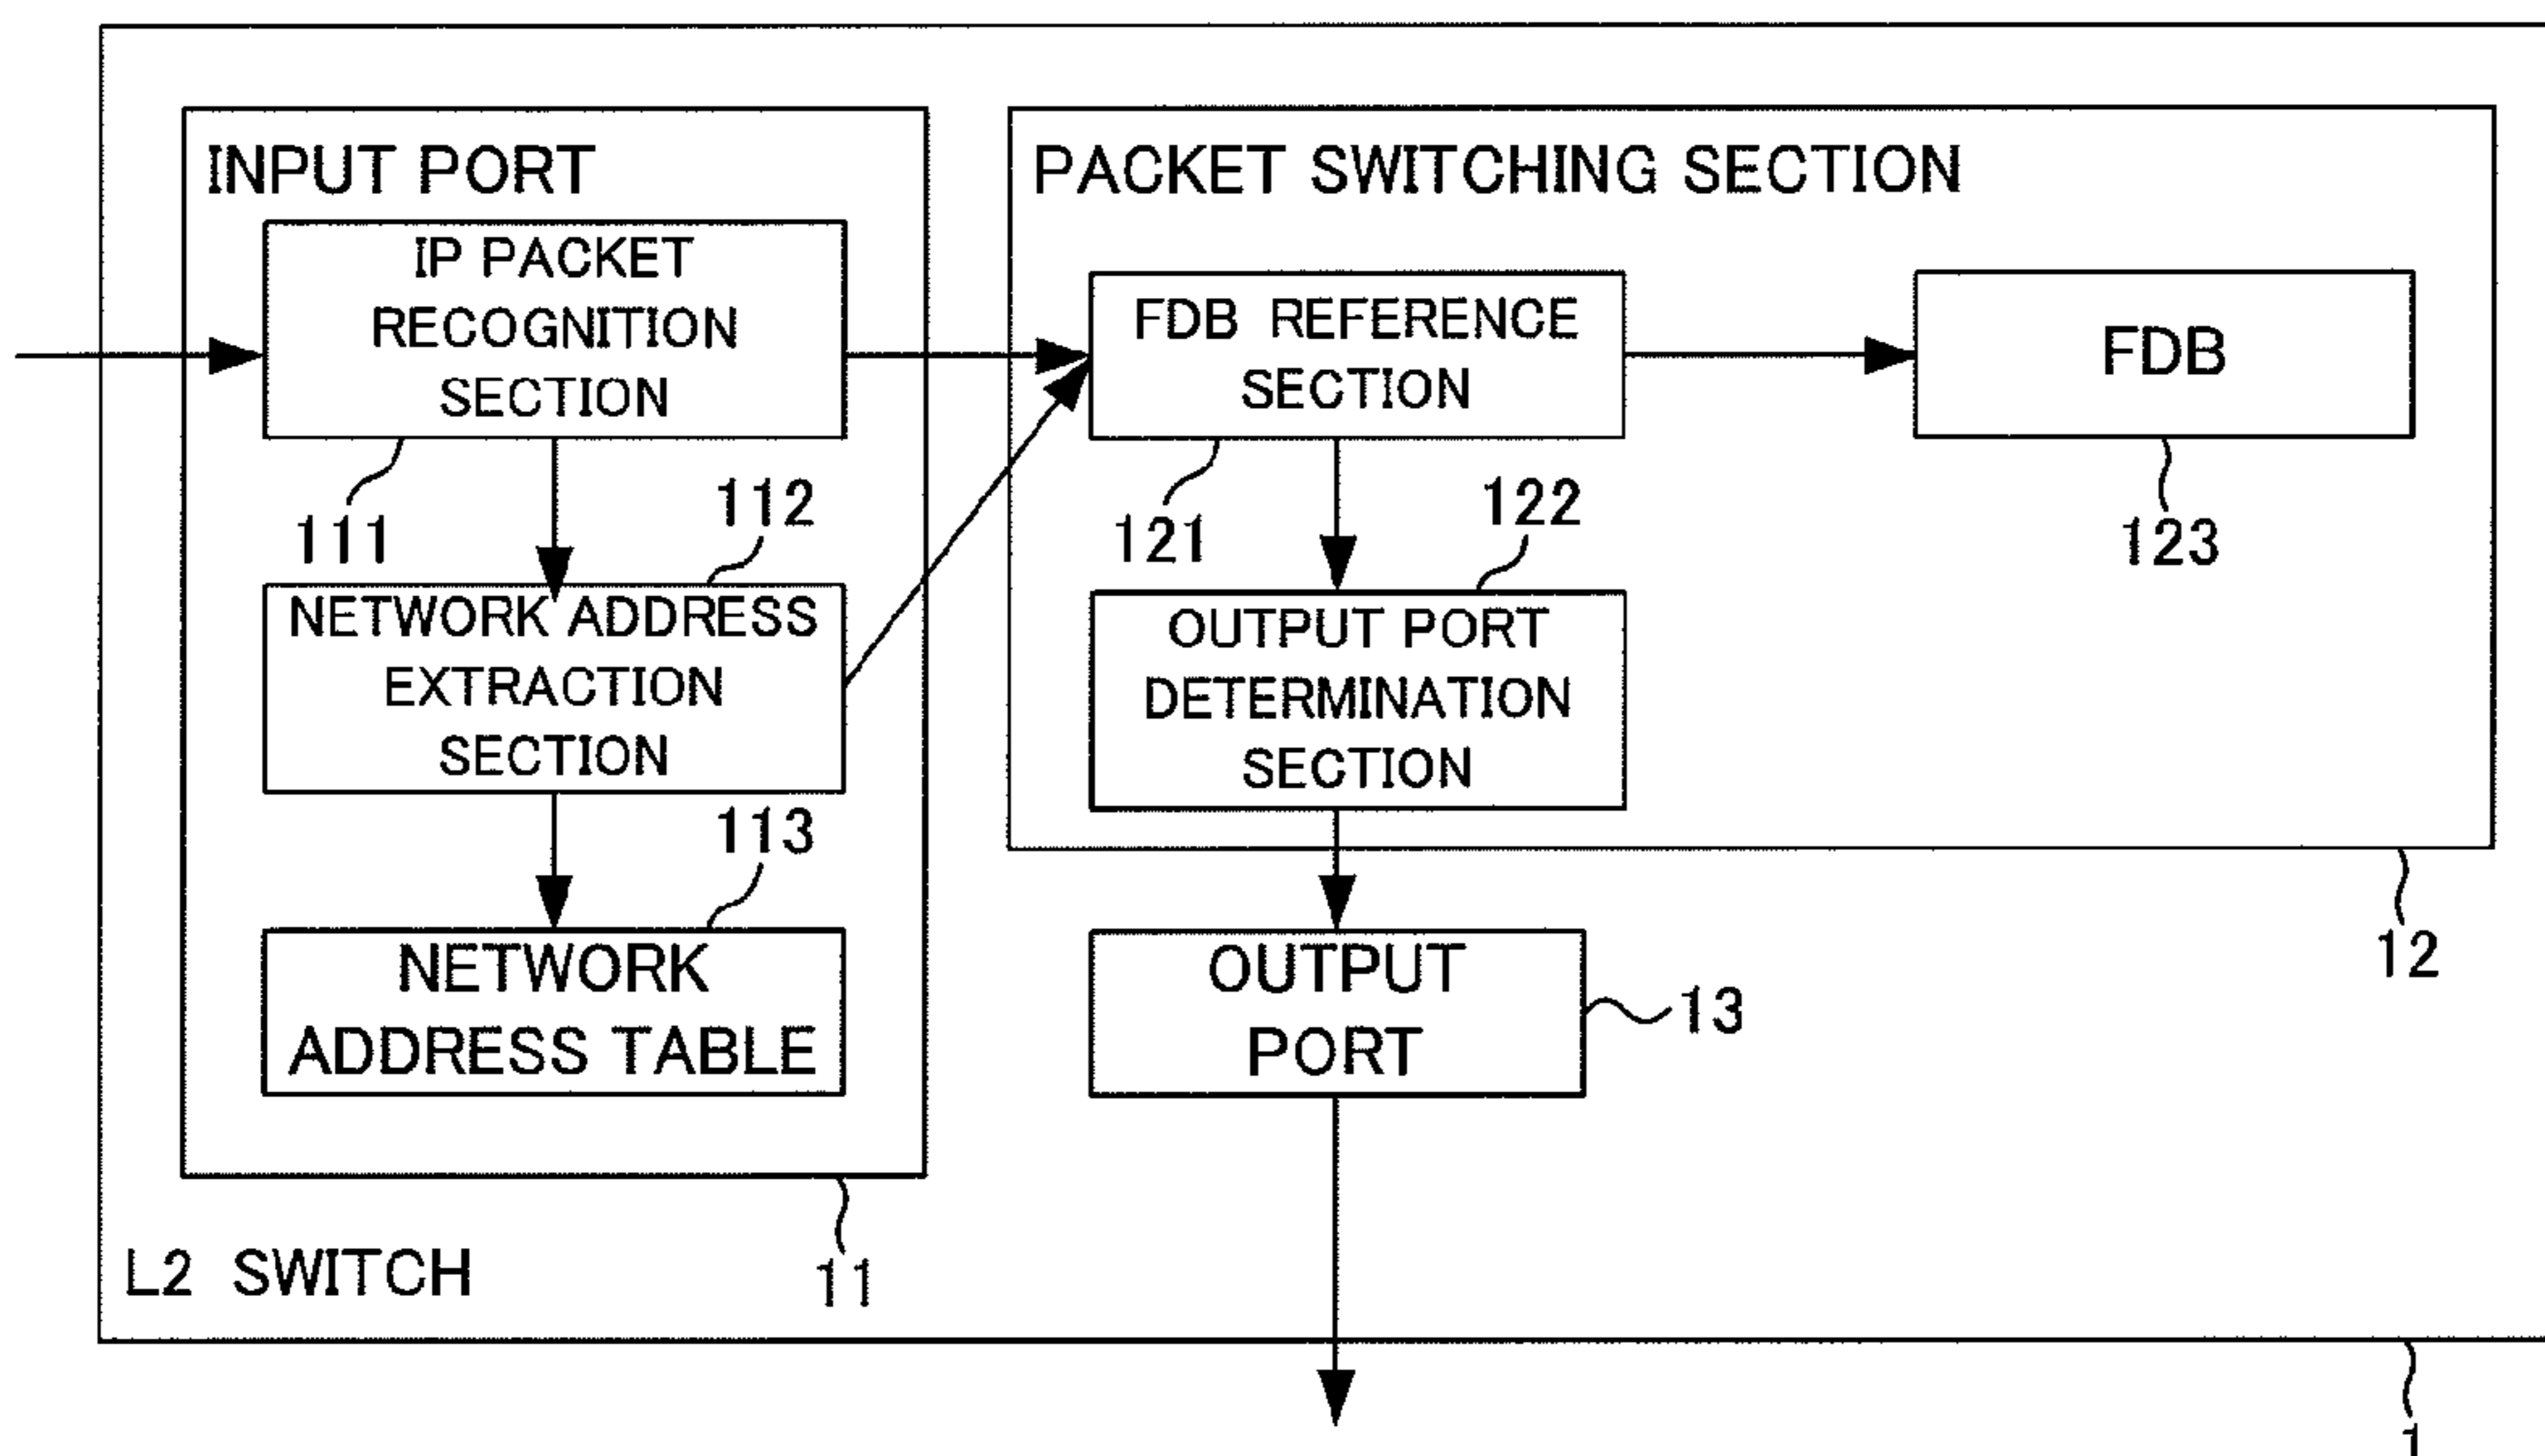 INPUT PORT
IP PACKET
RECOGNITION
SECTION
111
112
NETWORK ADDRESS
EXTRACTION
SECTION
113
NETWORK
ADDRESS TABLE
11
L2 SWITCH
PACKET SWITCHING SECTION
FDB REFERENCE
SECTION
121
FDB
123
122
OUTPUT PORT
DETERMINATION
SECTION
12
OUTPUT
PORT
13
1